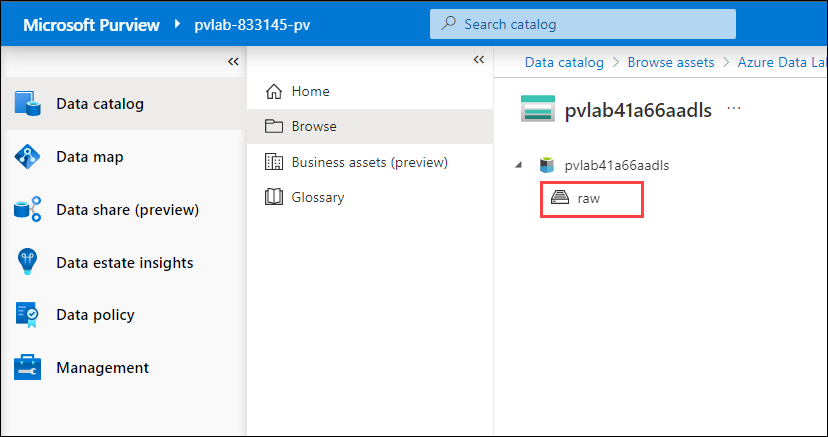 Microsoft Purview pvlab-833145-pv
Search catalog
Data catalog
Data map
Data share (preview)
Data estate insights
Data policy
Management
Home
Browse
Business assets (preview)
Glossary
Data catalog Browse assets Azure Data Lab
pvlab41a66aadls ...
pvlab41a66aadls
raw